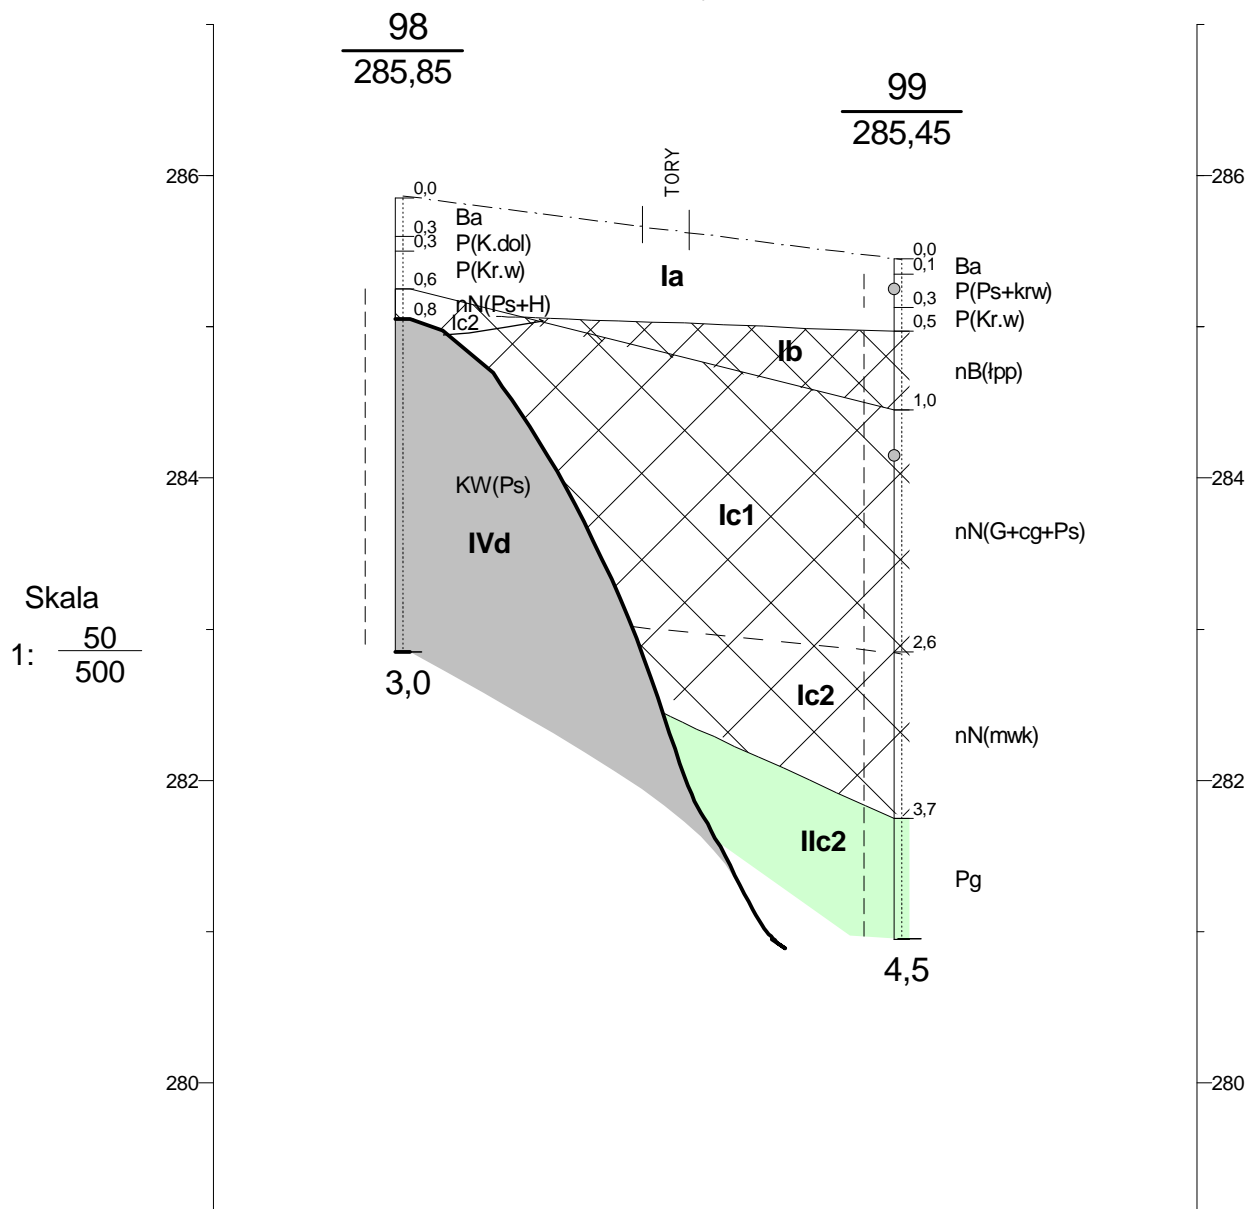 98
285,85
99
285,45
TORY
286
286
0,0
Ba
0,3
0,3
P(K.dol)
P(Kr.w)
0,6
nN(Ps+H)
0,8
Ic2
Ia
0,0
0,1
Ba
P(Ps+krw)
0,3
P(Kr.w)
0,5
Ib
nB(łpp)
1,0
284
284
KW(Ps)
IVd
Ic1
nN(G+cg+Ps)
Skala
1:
50
500
2,6
3,0
Ic2
nN(mwk)
282
282
3,7
IIc2
Pg
4,5
280
280